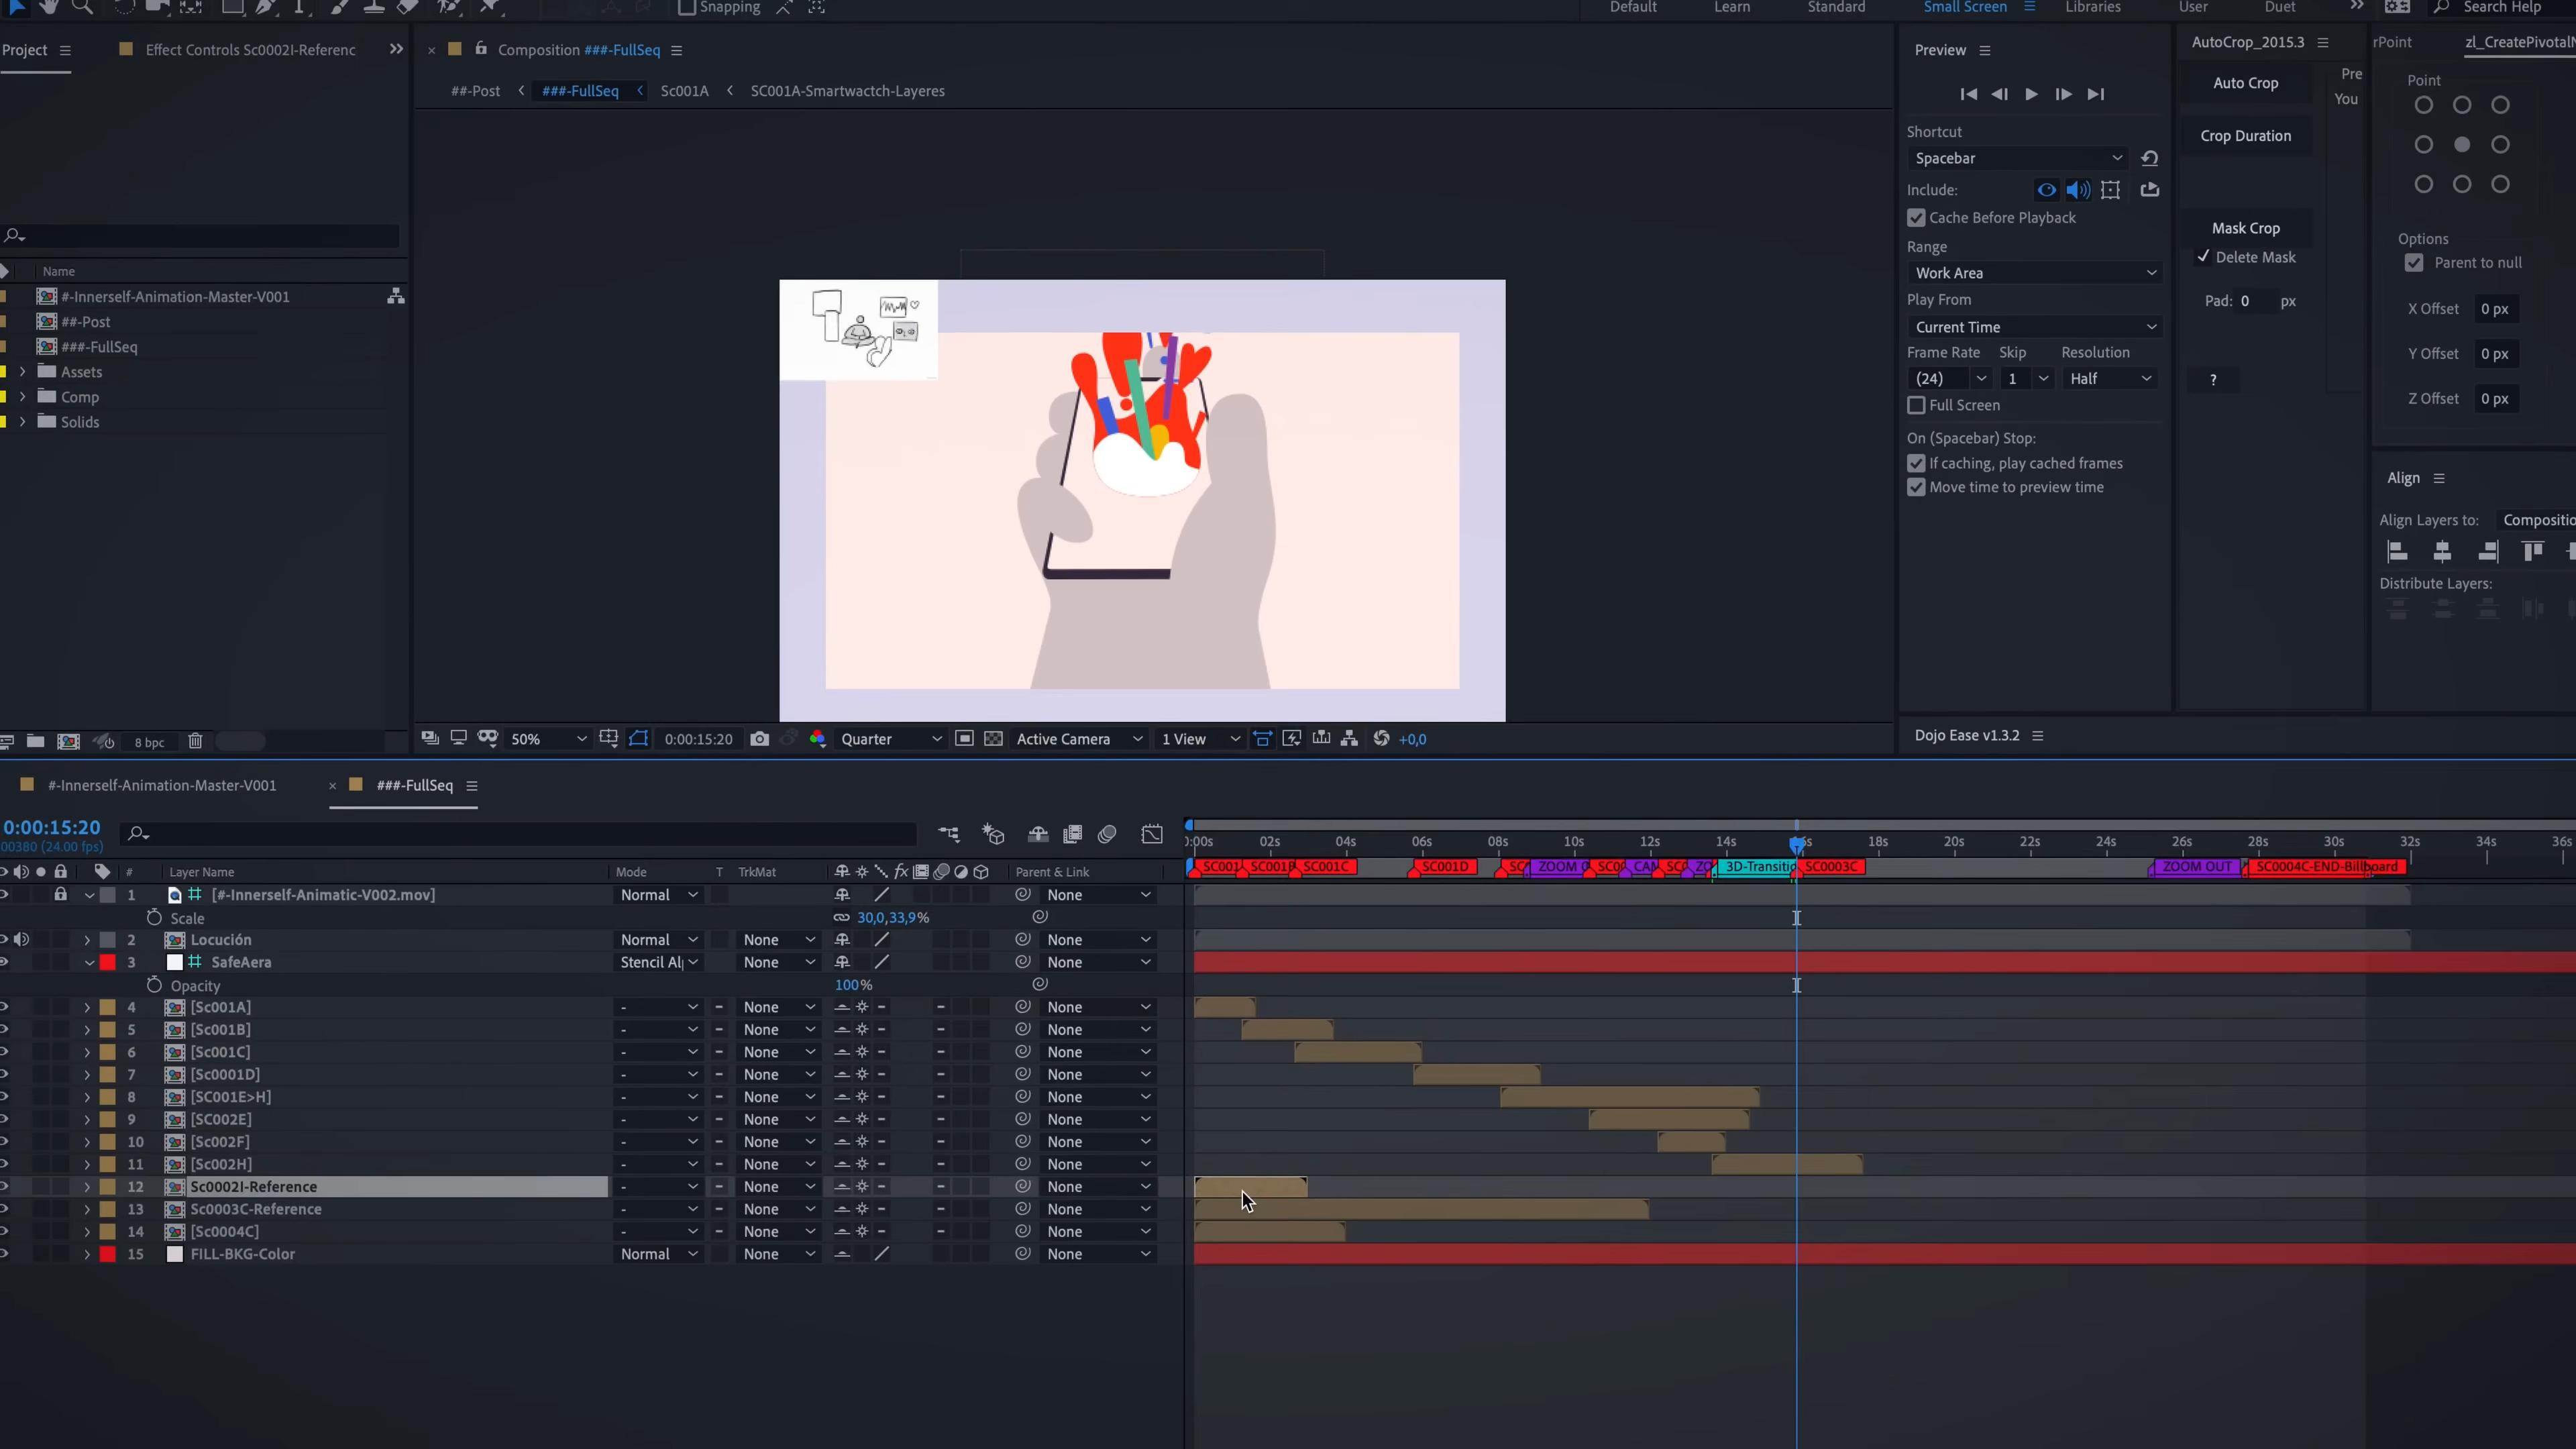 Snapping
Default Learn Standard Small Screen Libraries User Duet Search Help
Project Effect Controls Sc0002I-Referenc
Composition ###-FullSeq
##-Post ###-FullSeq Sc001A SC001A-Smartwactch-Layeres
Name
#-Innerself-Animation-Master-V001
##-Post
###-FullSeq
Assets
Comp
Solids
8 bpc
50% 0:00:15:20 Quarter Active Camera 1 View +0,0
Preview
Shortcut
Spacebar
Include:
Cache Before Playback
Range
Work Area
Play From
Current Time
Frame Rate Skip Resolution
(24) 1 Half
Full Screen
On (Spacebar) Stop:
If caching, play cached frames
Move time to preview time
Dojo Ease v1.3.2
AutoCrop_2015.3
Auto Crop
Crop Duration
Mask Crop
Delete Mask
Pad: 0 px
?
Pre
You
rPoint zl_CreatePivotalN
Point
Options
Parent to null
X Offset 0 px
Y Offset 0 px
Z Offset 0 px
Align
Align Layers to: Compositio
Distribute Layers:
#-Innerself-Animation-Master-V001 × ###-FullSeq
0:00:15:20
00380 (24.00 fps)
:00s 02s 04s 06s 08s 10s 12s 14s 18s 20s 22s 24s 26s 28s 30s 32s 34s 36s
SC001 SC001B SC001C SC001D SC ZOOM SC0 CAM SC ZO 3D-Transitio SC0003C ZOOM OUT SC0004C-END-Billboard
# Layer Name Mode T TrkMat Parent & Link
1 [#-Innerself-Animatic-V002.mov] Normal None
Scale 30,0,33,9%
2 Locución Normal None None
3 SafeAera Stencil Al None None
Opacity 100%
4 [Sc001A] - None None
5 [Sc001B] - None None
6 [Sc001C] - None None
7 [Sc0001D] - None None
8 [SC001E>H] - None None
9 [SC002E] - None None
10 [Sc002F] - None None
11 [Sc002H] - None None
12 Sc0002I-Reference - None None
13 Sc0003C-Reference - None None
14 [Sc0004C] - None None
15 FILL-BKG-Color Normal None None